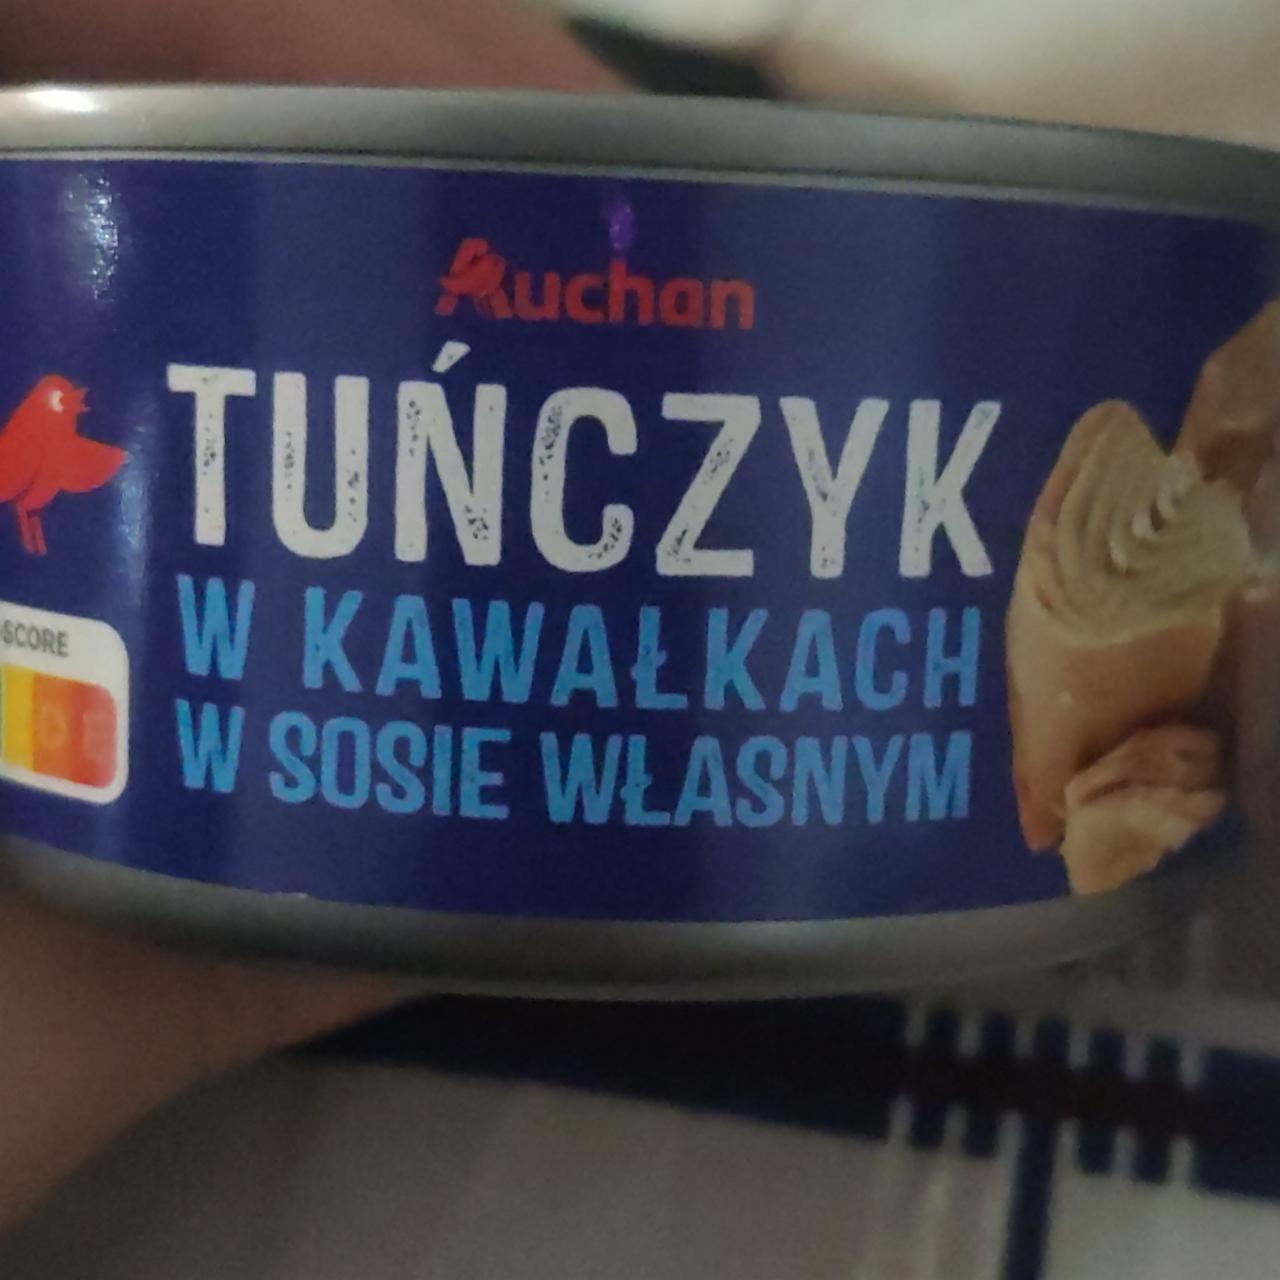 Auchan
TUŃCZYK
W KAWAŁKACH
W SOSIE WŁASNYM
SCORE
D E